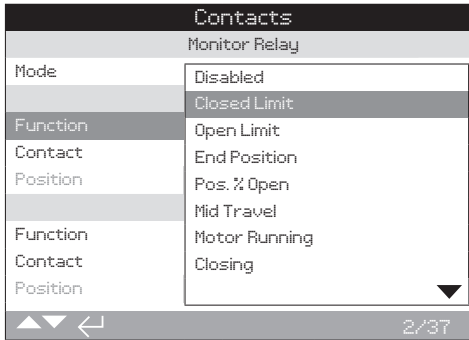 Contacts
Monitor Relay
Mode
Disabled
Closed Limit
Function
Open Limit
Contact
End Position
Position
Pos. % Open
Mid Travel
Function
Motor Running
Contact
Closing
Position
2/37